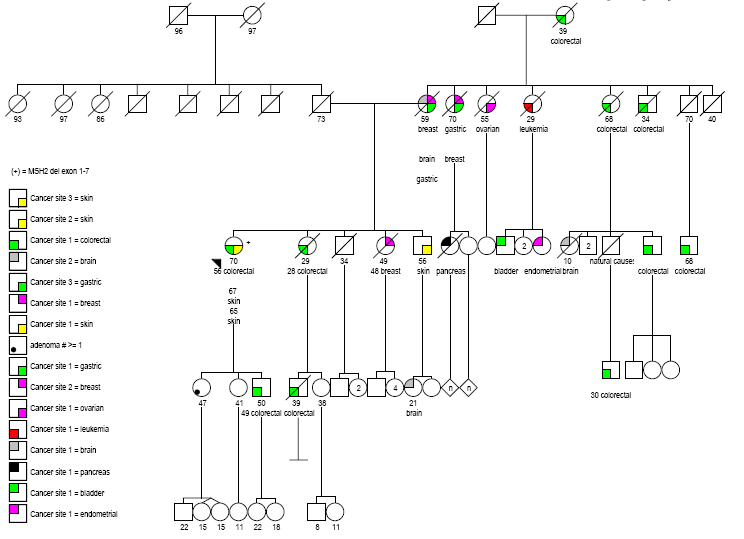 96 97 39
colorectal
93 97 86 73 59 70 55 29 68 34 70 40
breast gastric ovarian leukemia colorectal colorectal
brain breast
gastric
(+) = MSH2 del exon 1-7
Cancer site 3 = skin
Cancer site 2 = skin
Cancer site 1 = colorectal
Cancer site 2 = brain
Cancer site 3 = gastric
Cancer site 1 = breast
Cancer site 1 = skin
adenoma # >= 1
Cancer site 1 = gastric
Cancer site 2 = breast
Cancer site 1 = ovarian
Cancer site 1 = leukemia
Cancer site 1 = brain
Cancer site 1 = pancreas
Cancer site 1 = bladder
Cancer site 1 = endometrial
+
2 2
70 29 34 49 56 pancreas bladder endometrial 10 natural causes colorectal 68
56 colorectal 28 colorectal 48 breast skin brain colorectal
67
skin
65
skin
2 4 n n
47 41 50 39 38 21
49 colorectal colorectal brain
30 colorectal
22 15 15 11 22 18 8 11